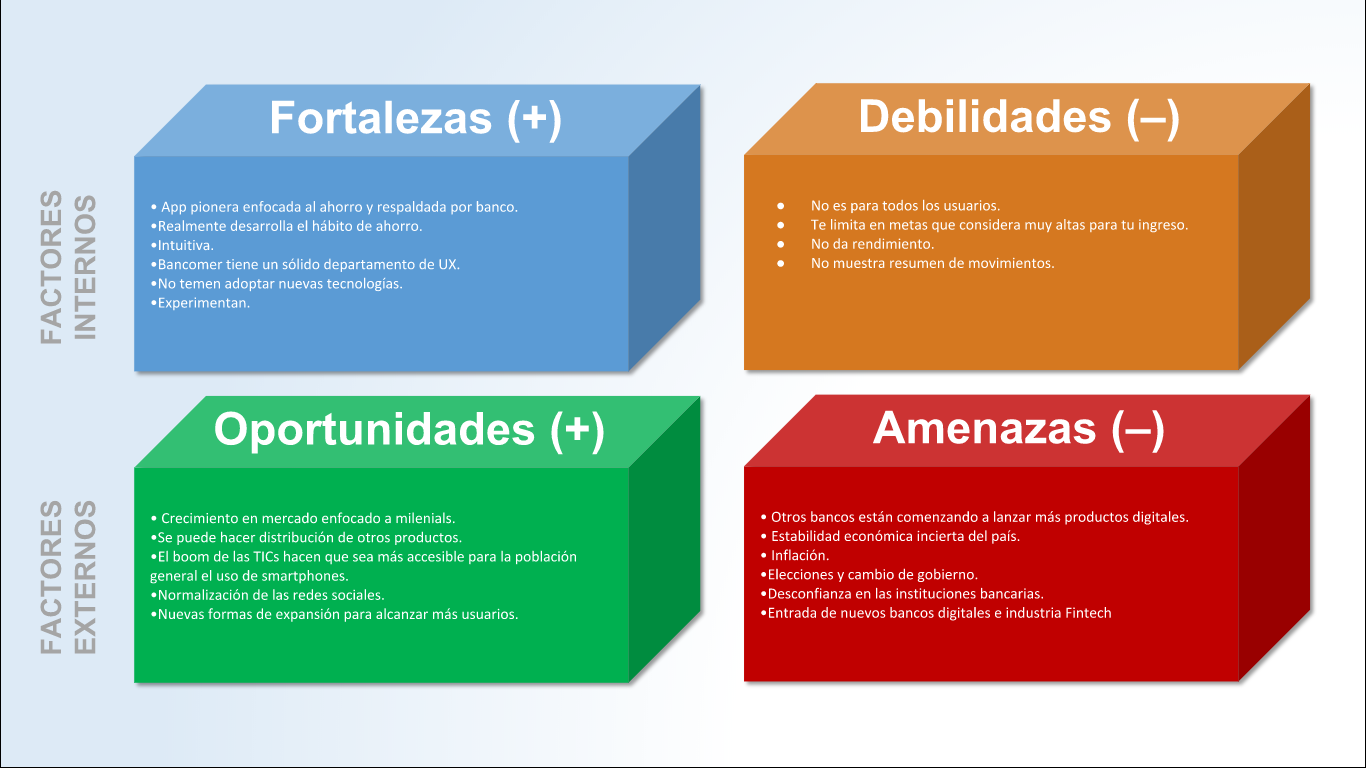 FACTORES
INTERNOS
Fortalezas (+)
• App pionera enfocada al ahorro y respaldada por banco.
•Realmente desarrolla el hábito de ahorro.
•Intuitiva.
•Bancomer tiene un sólido departamento de UX.
•No temen adoptar nuevas tecnologías.
•Experimentan.
Debilidades (–)
● No es para todos los usuarios.
● Te limita en metas que considera muy altas para tu ingreso.
● No da rendimiento.
● No muestra resumen de movimientos.
FACTORES
EXTERNOS
Oportunidades (+)
• Crecimiento en mercado enfocado a milenials.
•Se puede hacer distribución de otros productos.
•El boom de las TICs hacen que sea más accesible para la población
general el uso de smartphones.
•Normalización de las redes sociales.
•Nuevas formas de expansión para alcanzar más usuarios.
Amenazas (–)
• Otros bancos están comenzando a lanzar más productos digitales.
• Estabilidad económica incierta del país.
• Inflación.
•Elecciones y cambio de gobierno.
•Desconfianza en las instituciones bancarias.
•Entrada de nuevos bancos digitales e industria Fintech